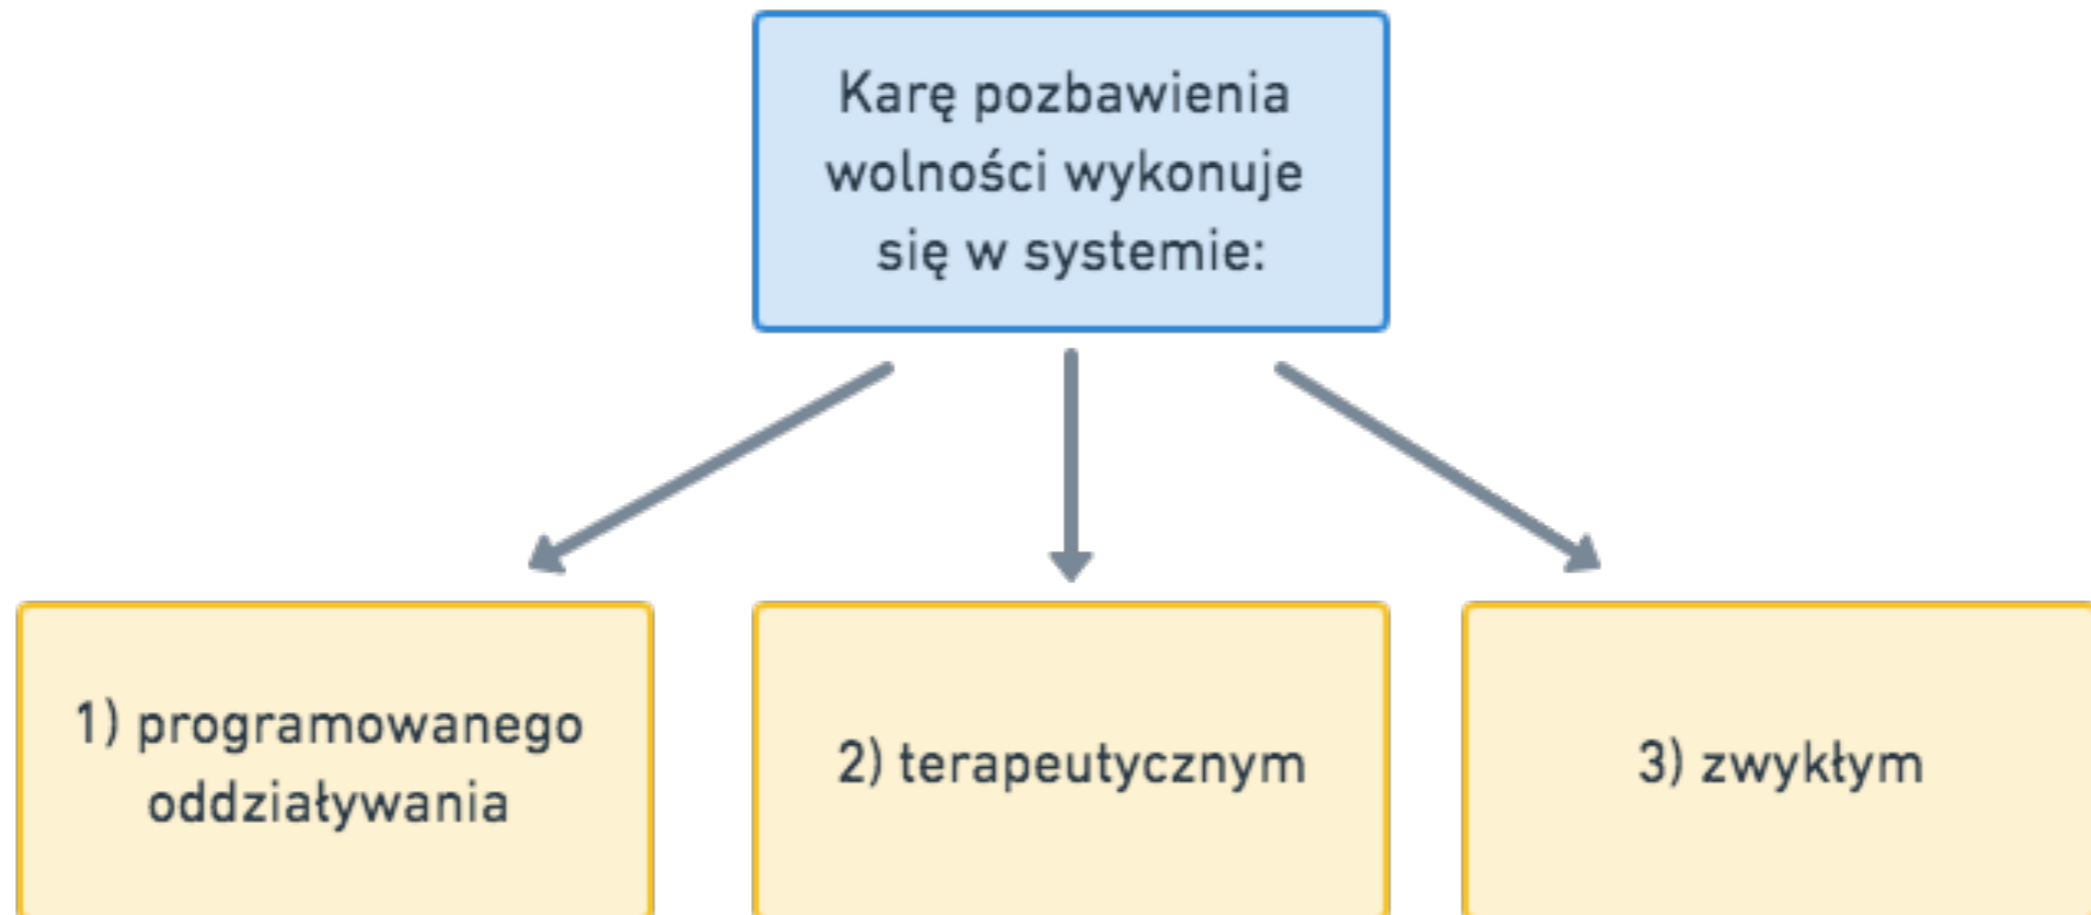 Karę pozbawienia
wolności wykonuje
się w systemie:
1) programowanego
oddziaływania
2) terapeutycznym
3) zwykłym